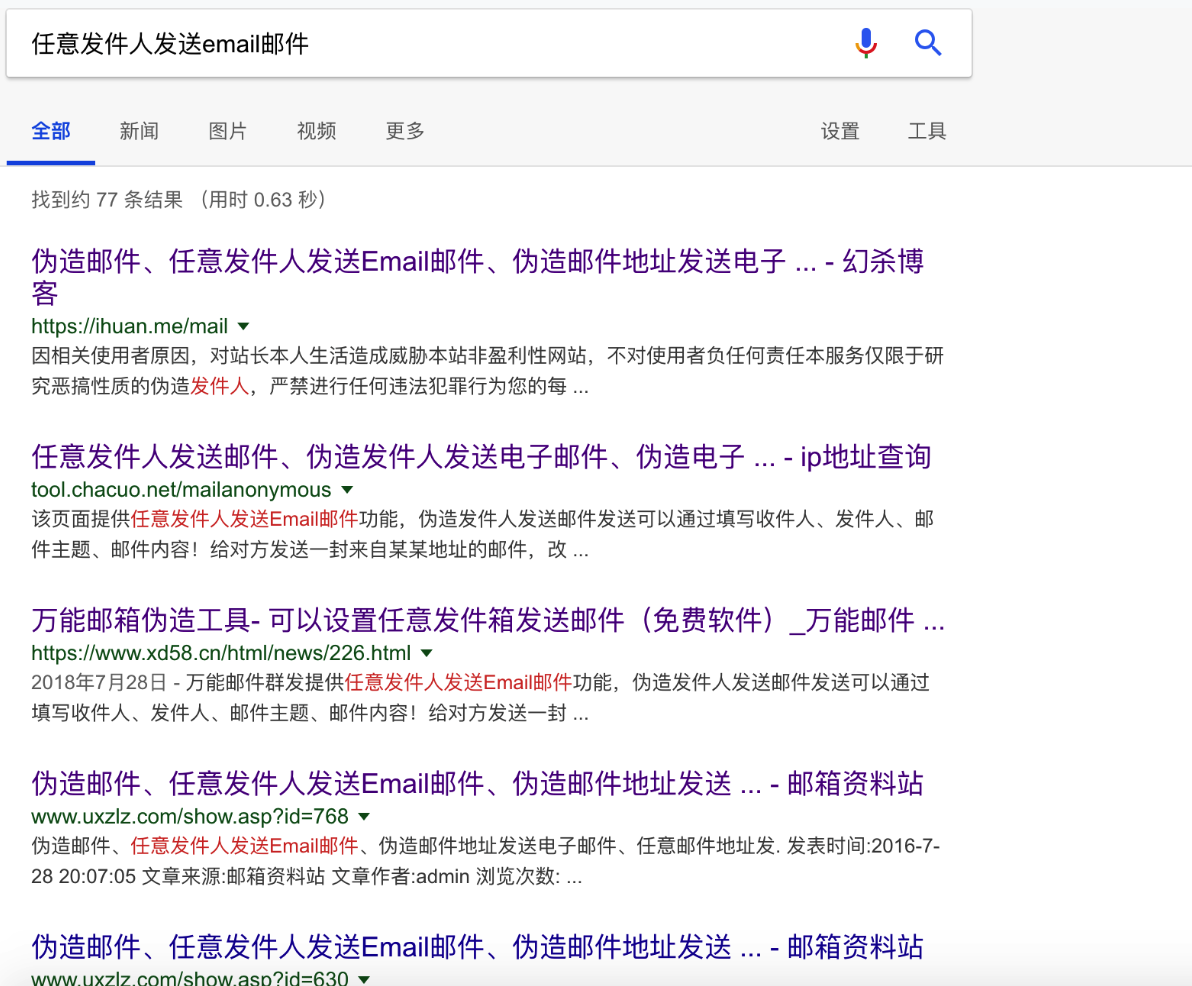 任意发件人发送email邮件
全部 新闻 图片 视频 更多 设置 工具
找到约 77 条结果 （用时 0.63 秒）
伪造邮件、任意发件人发送Email邮件、伪造邮件地址发送电子 ... - 幻杀博
客
https://ihuan.me/mail
因相关使用者原因，对站长本人生活造成威胁本站非盈利性网站，不对使用者负任何责任本服务仅限于研
究恶搞性质的伪造发件人，严禁进行任何违法犯罪行为您的每 ...
任意发件人发送邮件、伪造发件人发送电子邮件、伪造电子 ... - ip地址查询
tool.chacuo.net/mailanonymous
该页面提供任意发件人发送Email邮件功能，伪造发件人发送邮件发送可以通过填写收件人、发件人、邮
件主题、邮件内容！给对方发送一封来自某某地址的邮件，改 ...
万能邮箱伪造工具- 可以设置任意发件箱发送邮件（免费软件）_万能邮件 ...
https://www.xd58.cn/html/news/226.html
2018年7月28日 - 万能邮件群发提供任意发件人发送Email邮件功能，伪造发件人发送邮件发送可以通过
填写收件人、发件人、邮件主题、邮件内容！给对方发送一封 ...
伪造邮件、任意发件人发送Email邮件、伪造邮件地址发送 ... - 邮箱资料站
www.uxzlz.com/show.asp?id=768
伪造邮件、任意发件人发送Email邮件、伪造邮件地址发送电子邮件、任意邮件地址发. 发表时间:2016-7-
28 20:07:05 文章来源:邮箱资料站 文章作者:admin 浏览次数: ...
伪造邮件、任意发件人发送Email邮件、伪造邮件地址发送 ... - 邮箱资料站
www.uxzlz.com/show.asp?id=630